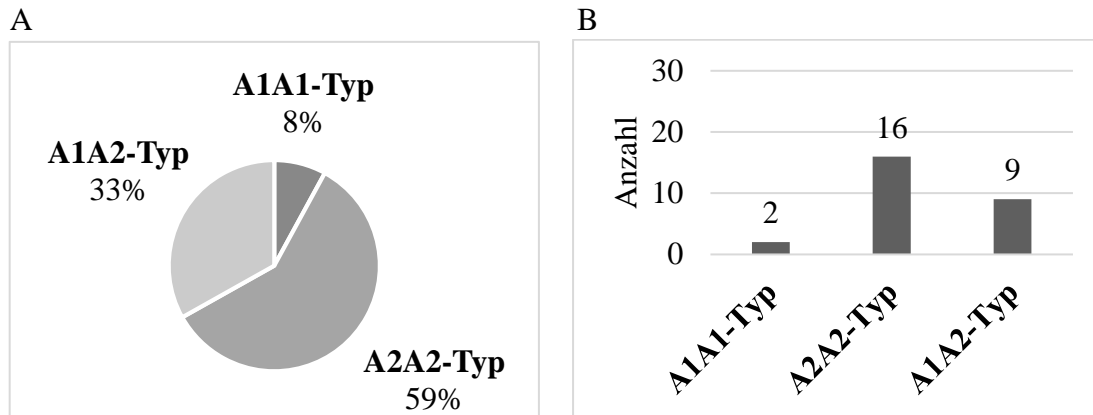 A
A1A1-Typ
8%
A1A2-Typ
33%
A2A2-Typ
59%
B
Anzahl
30
20
10
0
2
16
9
A1A1-Typ
A2A2-Typ
A1A2-Typ